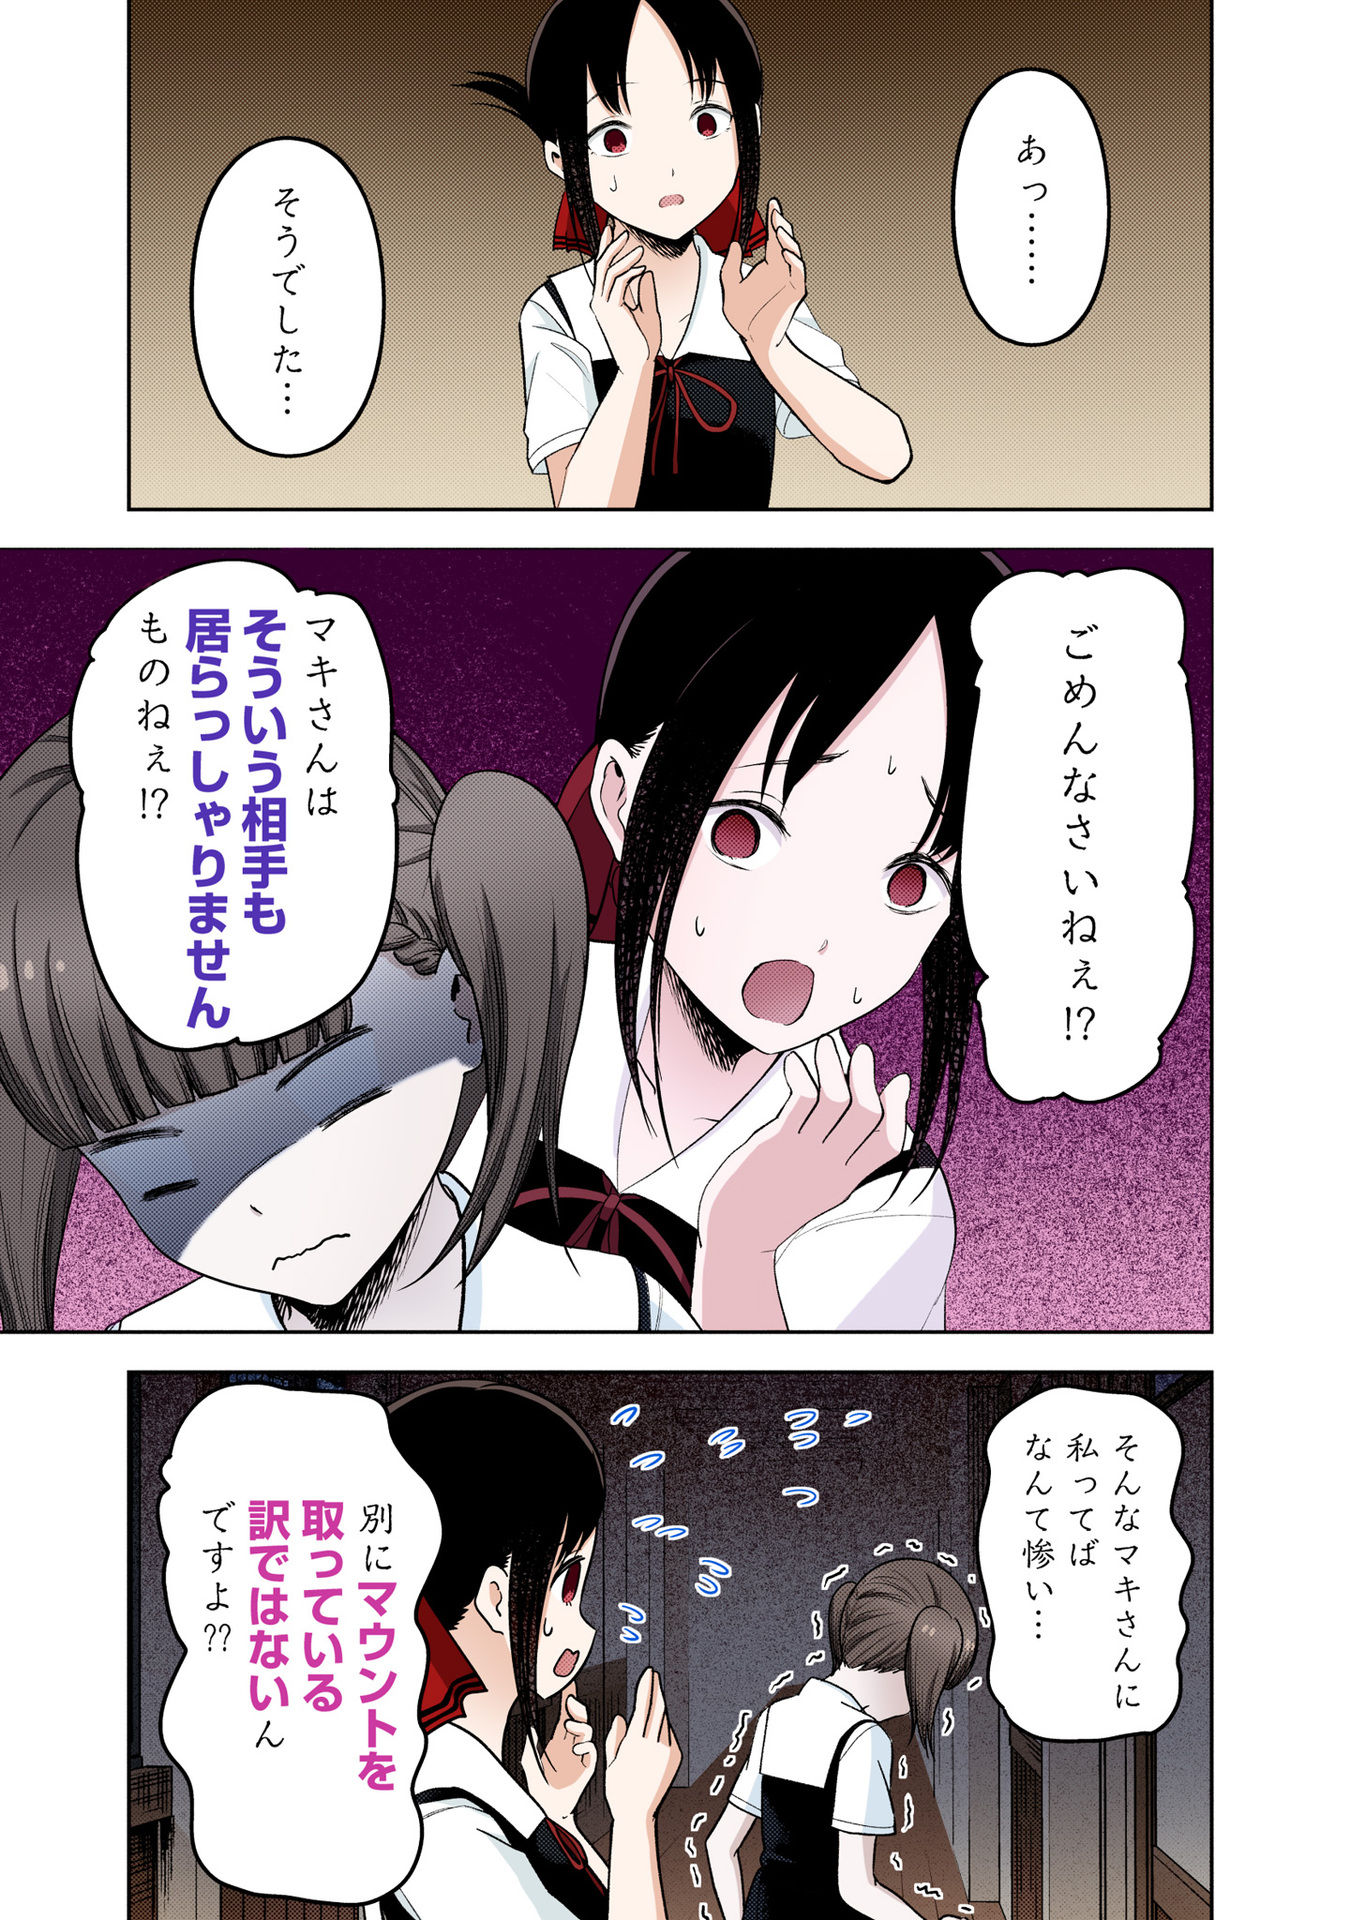 あっ……
そうでした…
ごめんなさいねぇ!?
マキさんは
そういう相手も
居らっしゃりません
ものねぇ!?
そんなマキさんに
私ってば
なんて惨い…
別にマウントを
取っている
訳ではないん
ですよ??